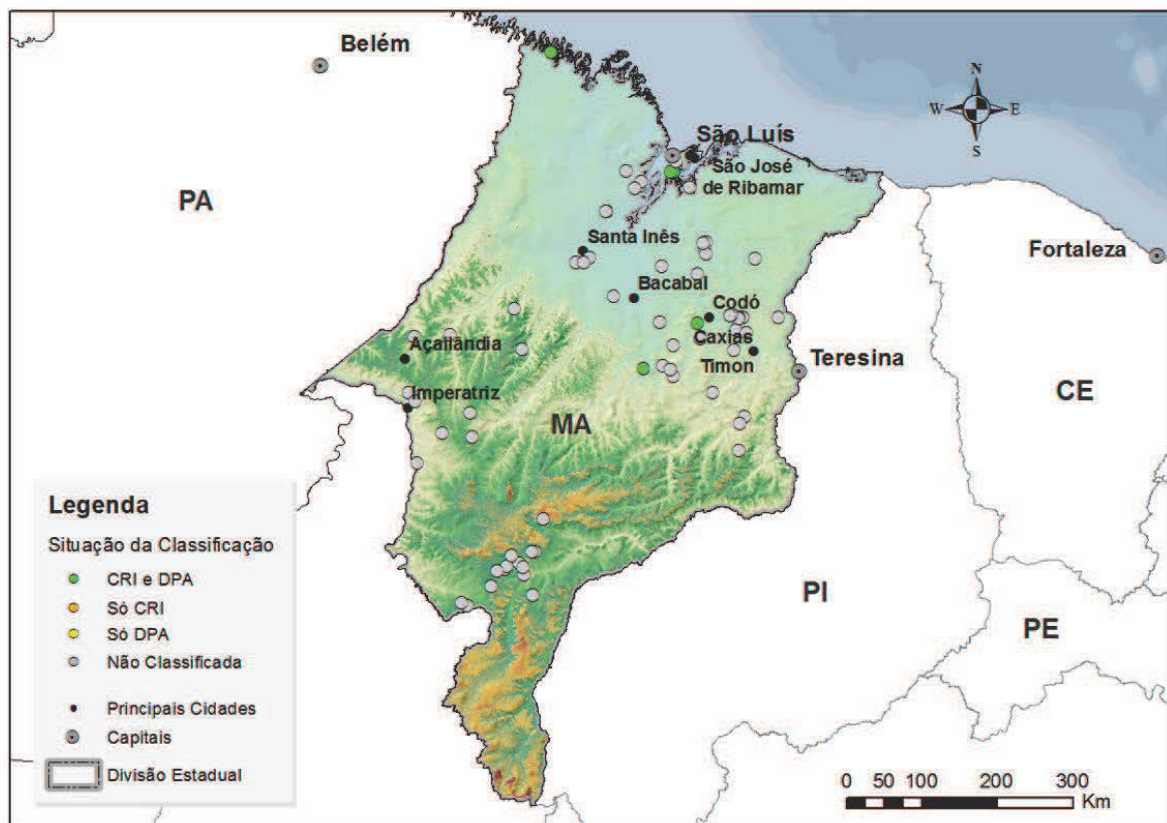 Belém
N
W
E
S
São Luís
São José
de Ribamar
PA
Santa Inês
Fortaleza
Bacabal
Codó
Caxias
Açailândia
Timon
Teresina
Imperatriz
CE
MA
Legenda
Situação da Classificação
CRI e DPA
Só CRI
Só DPA
Não Classificada
Principais Cidades
Capitais
Divisão Estadual
PI
PE
0 50 100 200 300
Km